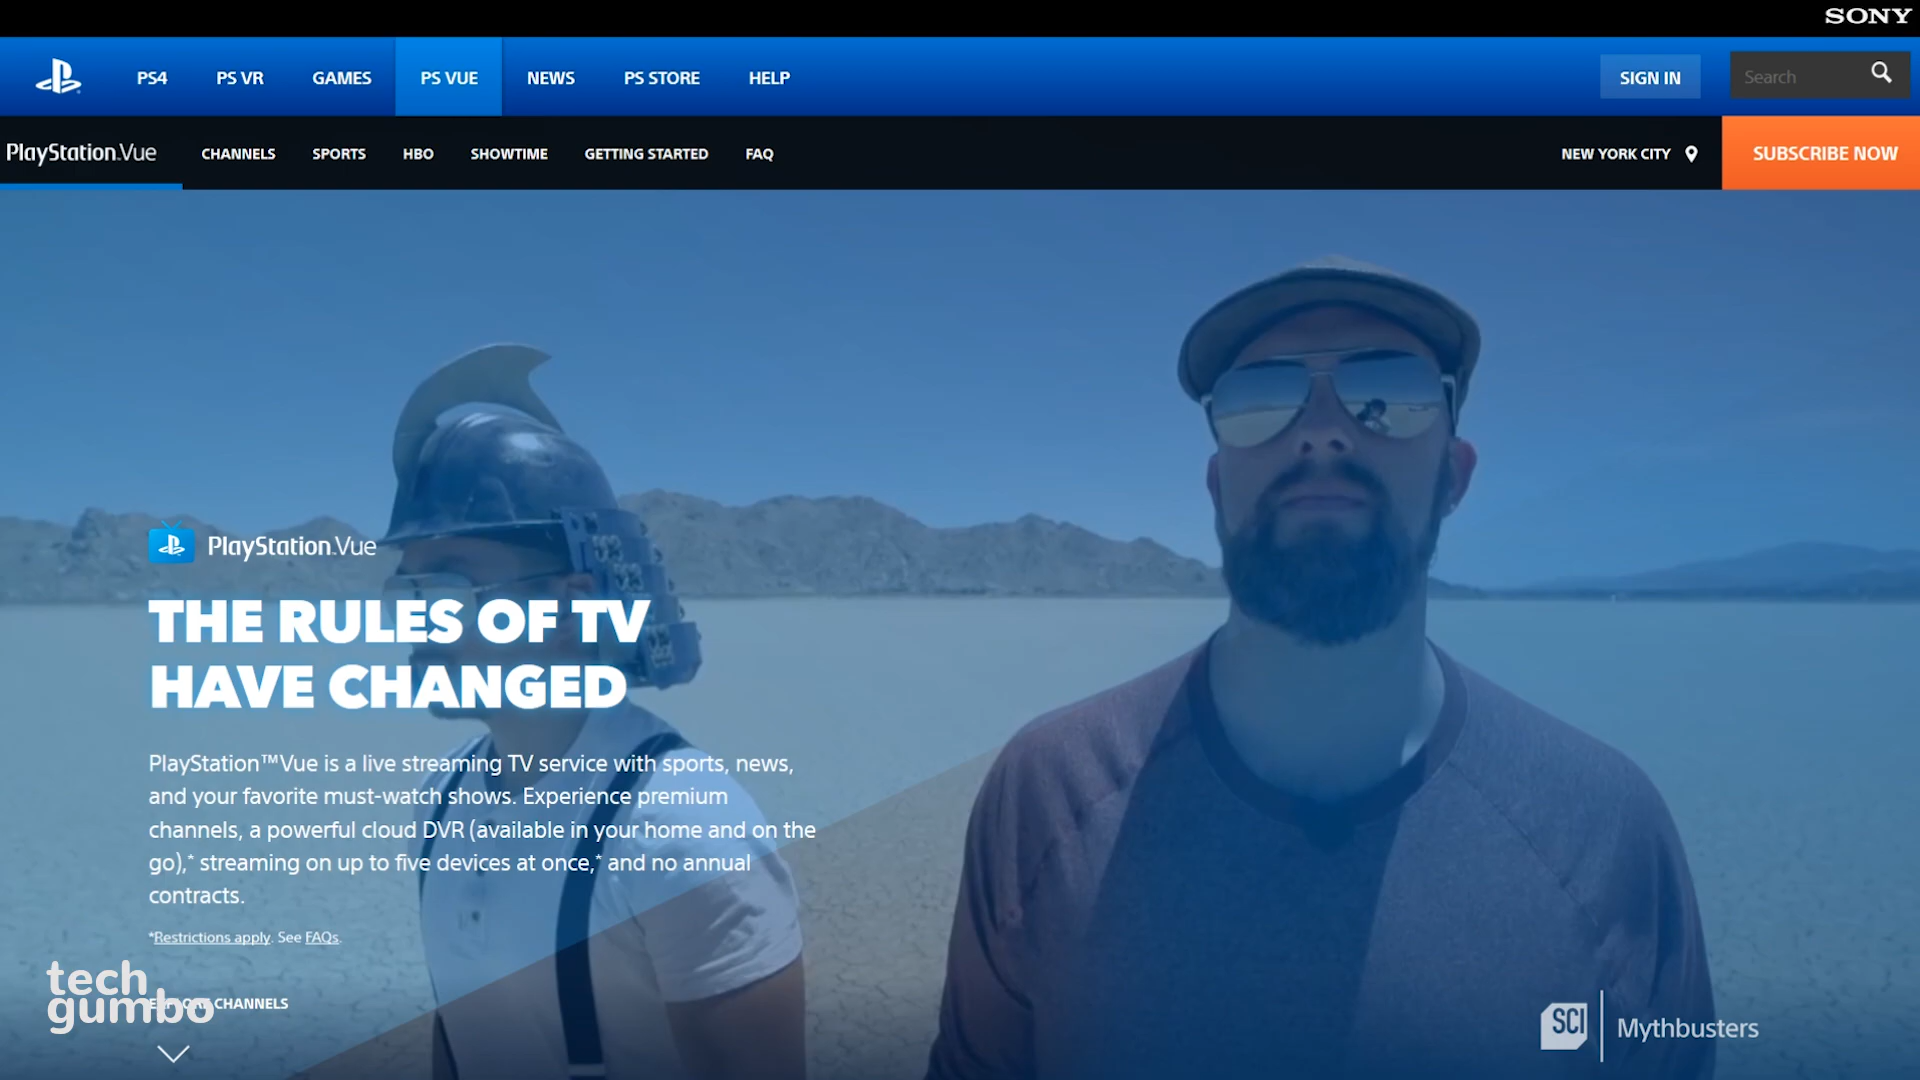 SONY
PS4 PS VR GAMES PS VUE NEWS PS STORE HELP SIGN IN Search
PlayStation.Vue CHANNELS SPORTS HBO SHOWTIME GETTING STARTED FAQ NEW YORK CITY SUBSCRIBE NOW
PlayStation.Vue
THE RULES OF TV
HAVE CHANGED
PlayStation™Vue is a live streaming TV service with sports, news,
and your favorite must-watch shows. Experience premium
channels, a powerful cloud DVR (available in your home and on the
go),* streaming on up to five devices at once,* and no annual
contracts.
*Restrictions apply. See FAQs.
tech
gumbo
CHANNELS
SCI Mythbusters